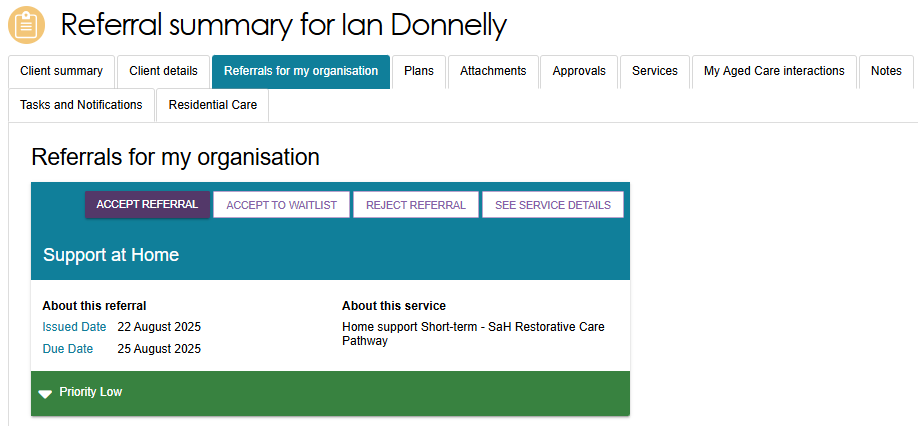 Referral summary for Ian Donnelly
Client summary
Client details
Referrals for my organisation
Plans
Attachments
Approvals
Services
My Aged Care interactions
Notes
Tasks and Notifications
Residential Care
Referrals for my organisation
ACCEPT REFERRAL
ACCEPT TO WAITLIST
REJECT REFERRAL
SEE SERVICE DETAILS
Support at Home
About this referral
Issued Date 22 August 2025
Due Date 25 August 2025
About this service
Home support Short-term - SaH Restorative Care
Pathway
Priority Low